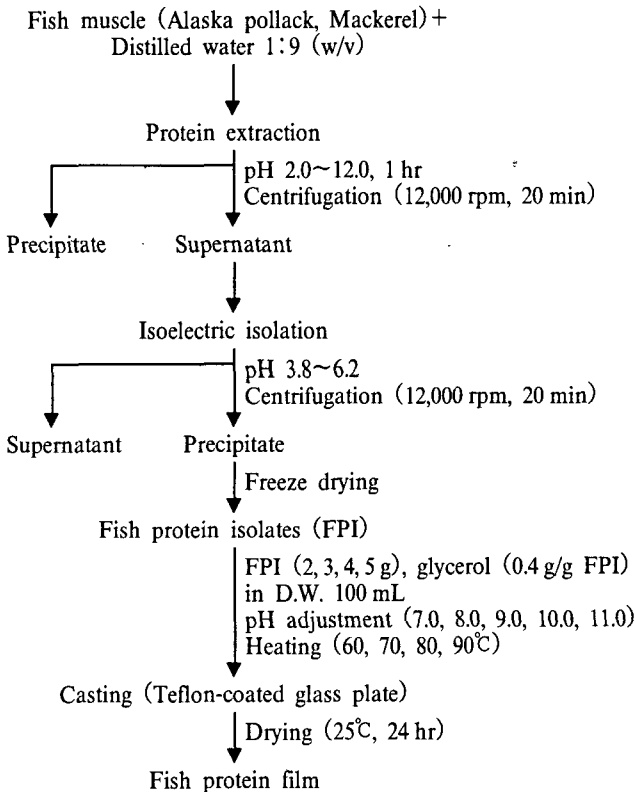 Fish muscle (Alaska pollack, Mackerel)+
Distilled water 1:9 (w/v)
Protein extraction
pH 2.0~12.0, 1 hr
Centrifugation (12,000 rpm, 20 min)
Precipitate Supernatant
Isoelectric isolation
pH 3.8~6.2
Centrifugation (12,000 rpm, 20 min)
Supernatant Precipitate
Freeze drying
Fish protein isolates (FPI)
FPI (2, 3, 4, 5 g), glycerol (0.4 g/g FPI)
in D.W. 100 mL
pH adjustment (7.0, 8.0, 9.0, 10.0, 11.0)
Heating (60, 70, 80, 90℃)
Casting (Teflon-coated glass plate)
Drying (25℃, 24 hr)
Fish protein film